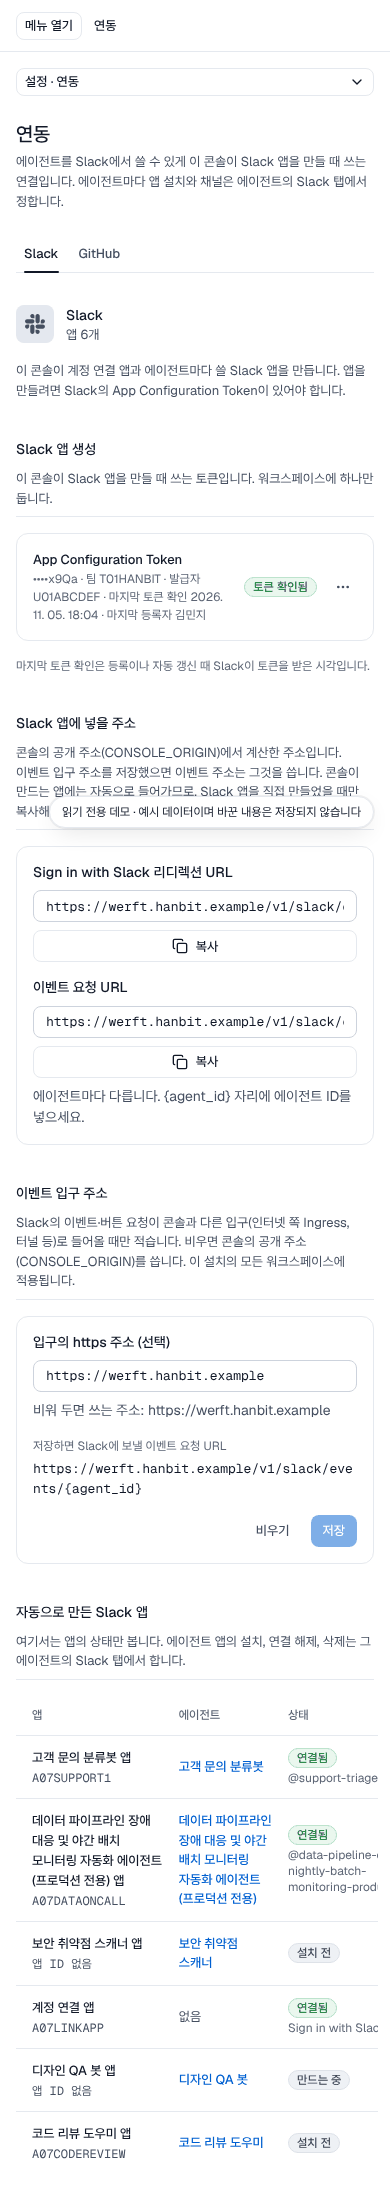 메뉴 열기
연동
설정 · 연동
연동
에이전트를 Slack에서 쓸 수 있게 이 콘솔이 Slack 앱을 만들 때 쓰는
연결입니다. 에이전트마다 앱 설치와 채널은 에이전트의 Slack 탭에서
정합니다.
Slack
GitHub
Slack
앱 6개
이 콘솔이 계정 연결 앱과 에이전트마다 쓸 Slack 앱을 만듭니다. 앱을
만들려면 Slack의 App Configuration Token이 있어야 합니다.
Slack 앱 생성
이 콘솔이 Slack 앱을 만들 때 쓰는 토큰입니다. 워크스페이스에 하나만
둡니다.
App Configuration Token
••••x9Qa · 팀 T01HANBIT · 발급자
U01ABCDEF · 마지막 토큰 확인 2026.
11. 05. 18:04 · 마지막 등록자 김민지
토큰 확인됨
마지막 토큰 확인은 등록이나 자동 갱신 때 Slack이 토큰을 받은 시각입니다.
Slack 앱에 넣을 주소
콘솔의 공개 주소(CONSOLE_ORIGIN)에서 계산한 주소입니다.
이벤트 입구 주소를 저장했으면 이벤트 주소는 그것을 씁니다. 콘솔이
만드는 앱에는 자동으로 들어가므로, Slack 앱을 직접 만들었을 때만
복사해
읽기 전용 데모 · 예시 데이터이며 바꾼 내용은 저장되지 않습니다
Sign in with Slack 리디렉션 URL
https://werft.hanbit.example/v1/slack/
복사
이벤트 요청 URL
https://werft.hanbit.example/v1/slack/
복사
에이전트마다 다릅니다. {agent_id} 자리에 에이전트 ID를
넣으세요.
이벤트 입구 주소
Slack의 이벤트·버튼 요청이 콘솔과 다른 입구(인터넷 쪽 Ingress,
터널 등)로 들어올 때만 적습니다. 비우면 콘솔의 공개 주소
(CONSOLE_ORIGIN)를 씁니다. 이 설치의 모든 워크스페이스에
적용됩니다.
입구의 https 주소 (선택)
https://werft.hanbit.example
비워 두면 쓰는 주소: https://werft.hanbit.example
저장하면 Slack에 보낼 이벤트 요청 URL
https://werft.hanbit.example/v1/slack/eve
nts/{agent_id}
비우기
저장
자동으로 만든 Slack 앱
여기서는 앱의 상태만 봅니다. 에이전트 앱의 설치, 연결 해제, 삭제는 그
에이전트의 Slack 탭에서 합니다.
앱
에이전트
상태
고객 문의 분류봇 앱
A07SUPPORT1
고객 문의 분류봇
연결됨
@support-triage
데이터 파이프라인 장애
대응 및 야간 배치
모니터링 자동화 에이전트
(프로덕션 전용) 앱
A07DATAONCALL
데이터 파이프라인
장애 대응 및 야간
배치 모니터링
자동화 에이전트
(프로덕션 전용)
연결됨
@data-pipeline-
nightly-batch-
monitoring-produ
보안 취약점 스캐너 앱
앱 ID 없음
보안 취약점
스캐너
설치 전
계정 연결 앱
A07LINKAPP
없음
연결됨
Sign in with Slac
디자인 QA 봇 앱
앱 ID 없음
디자인 QA 봇
만드는 중
코드 리뷰 도우미 앱
A07CODEREVIEW
코드 리뷰 도우미
설치 전